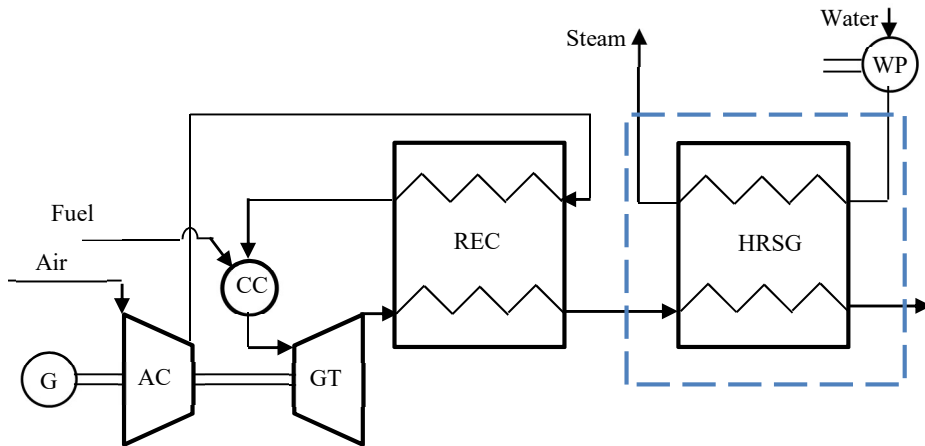 Water
Steam
WP
Fuel
REC
HRSG
Air
CC
G
AC
GT